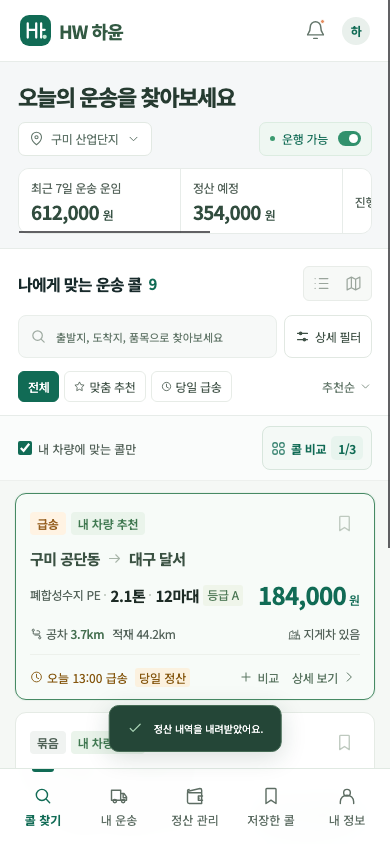 HW 하윤
하
오늘의 운송을 찾아보세요
구미 산업단지
운행 가능
최근 7일 운송 운임
612,000 원
정산 예정
354,000 원
나에게 맞는 운송 콜 9
출발지, 도착지, 품목으로 찾아보세요
상세 필터
전체
맞춤 추천
당일 급송
추천순
내 차량에 맞는 콜만
콜 비교 1/3
급송
내 차량 추천
구미 공단동 → 대구 달서
폐합성수지 PE · 2.1톤 · 12마대 등급 A
184,000 원
공차 3.7km 적재 44.2km
지게차 있음
오늘 13:00 급송 당일 정산
비교
상세 보기
묶음
내 차량
정산 내역을 내려받았어요.
콜 찾기
내 운송
정산 관리
저장한 콜
내 정보